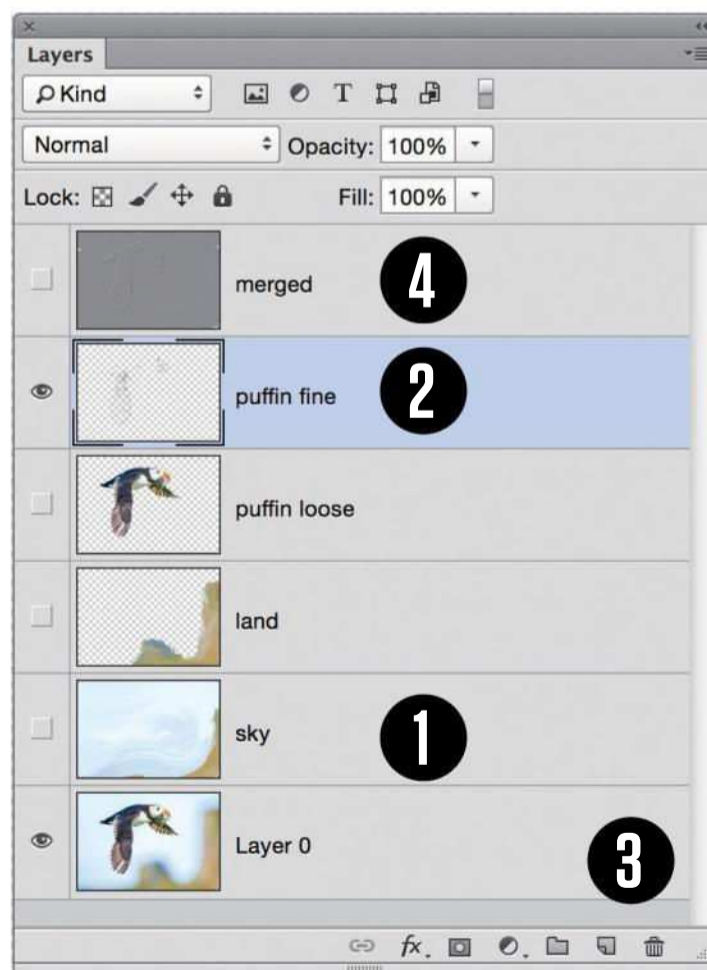 Layers
Kind
Normal Opacity: 100%
Lock: Fill: 100%
merged 4
puffin fine 2
puffin loose
land
sky 1
Layer 0
3
fx